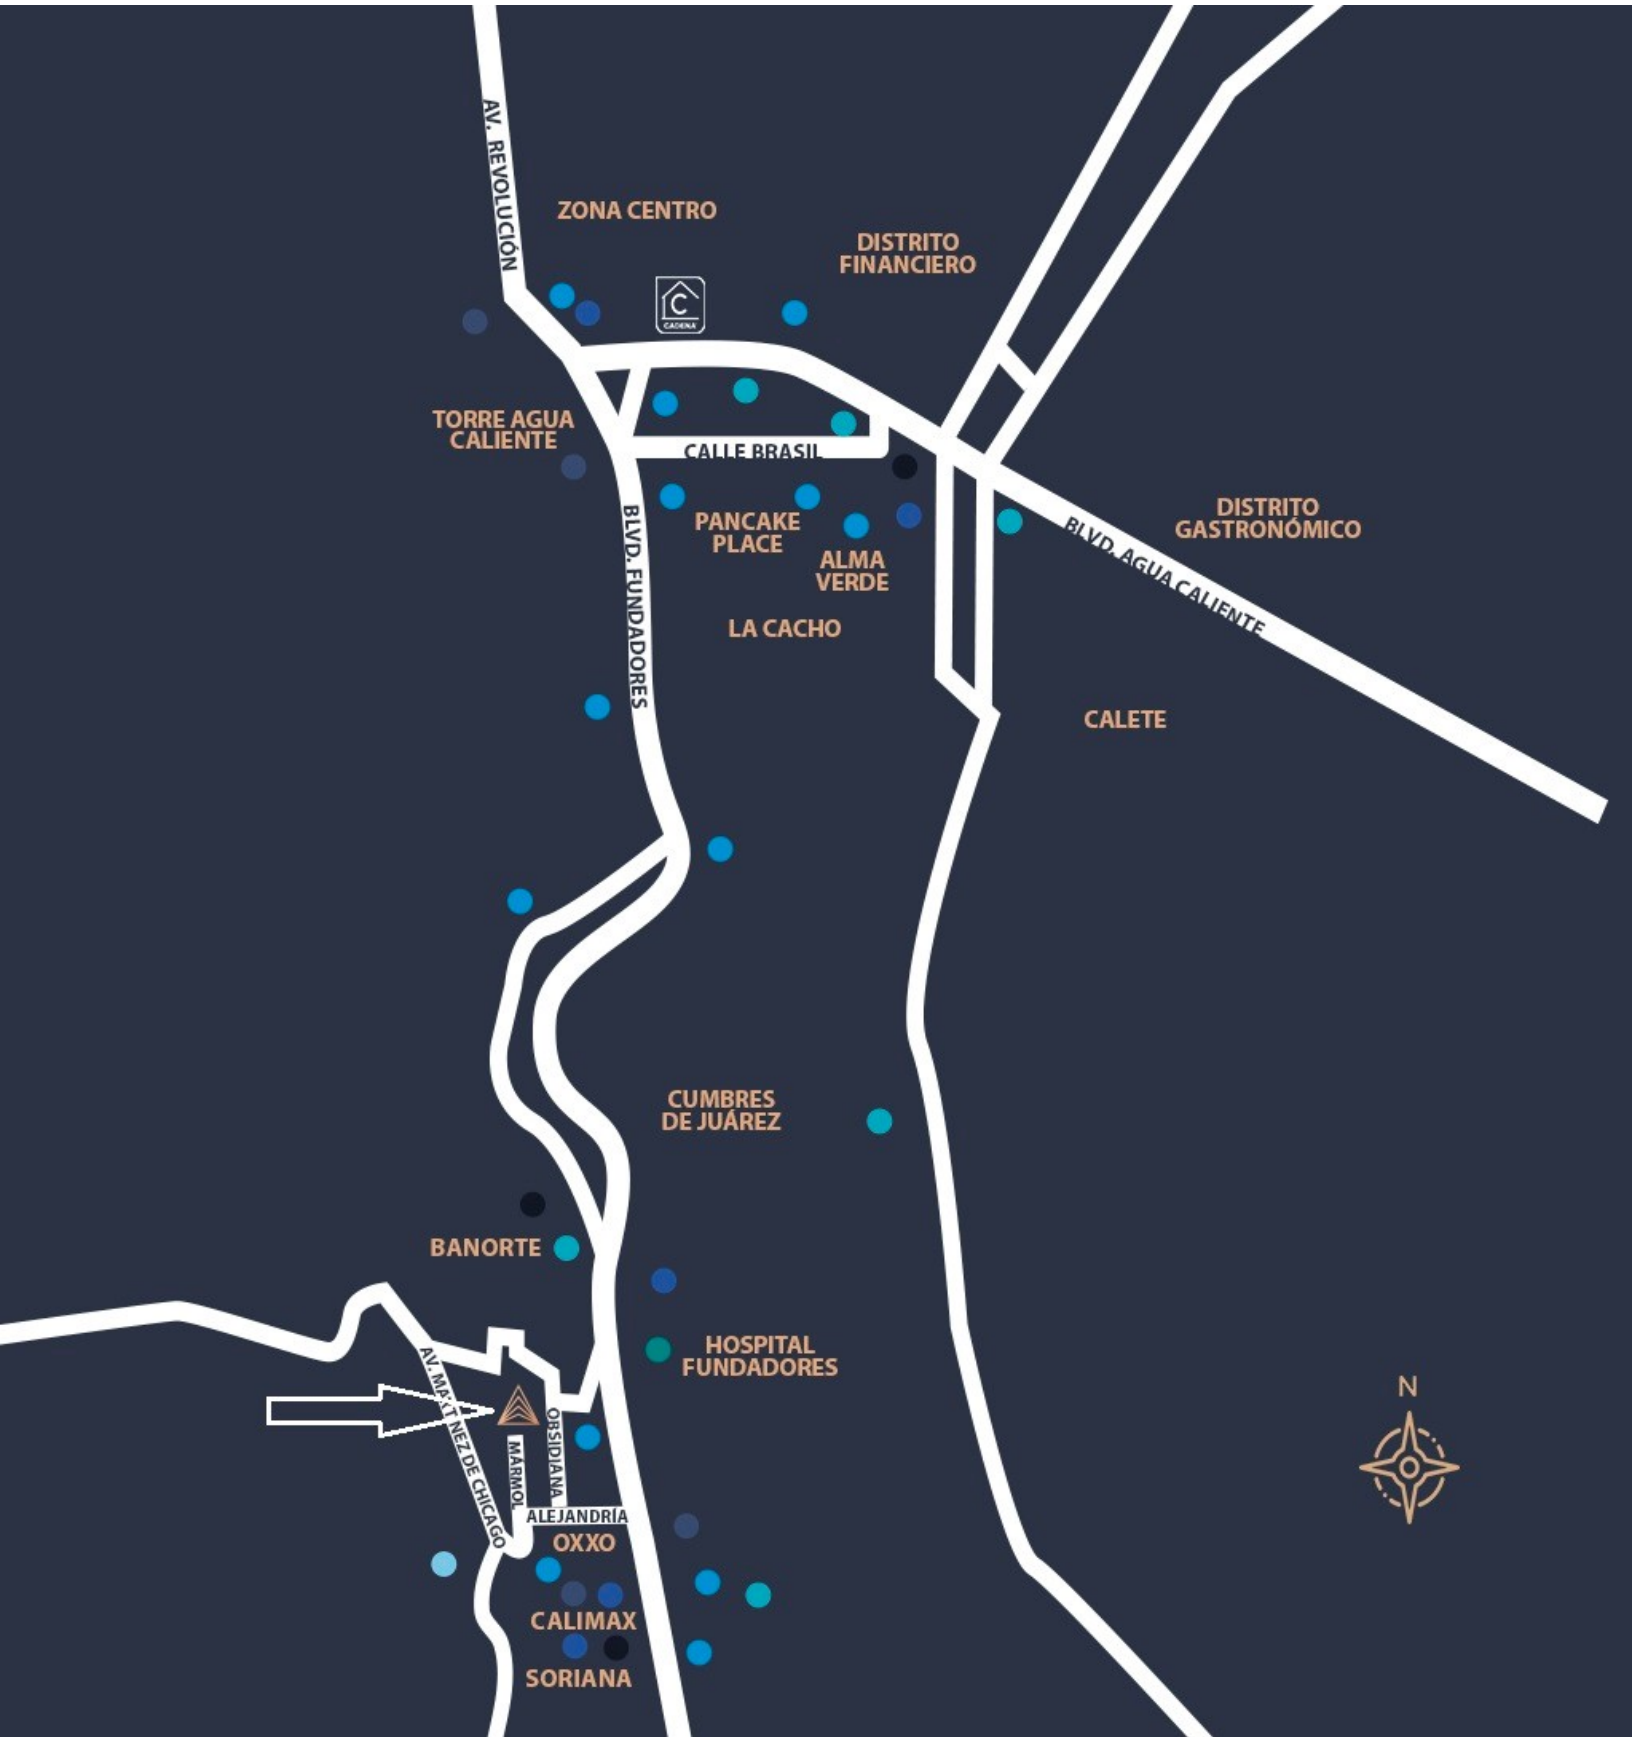 AV. REVOLUCIÓN
ZONA CENTRO
DISTRITO
FINANCIERO
C
CADENA
TORRE AGUA
CALIENTE
CALLE BRASIL
BLVD. FUNDADORES
PANCAKE
PLACE
ALMA
VERDE
LA CACHO
DISTRITO
GASTRONÓMICO
BLVD. AGUA CALIENTE
CALETE
CUMBRES
DE JUÁREZ
BANORTE
HOSPITAL
FUNDADORES
N
AV. MARTÍNEZ DE CHICAGO
MÁRMOL
OBSIDIANA
ALEJANDRÍA
OXXO
CALIMAX
SORIANA